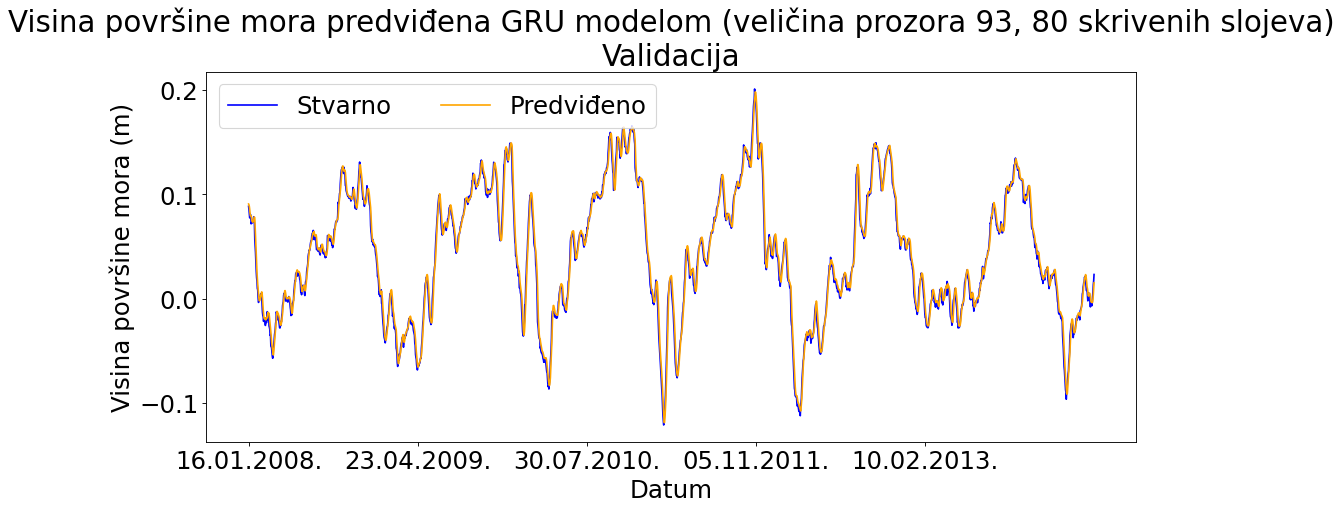 Visina površine mora predviđena GRU modelom (veličina prozora 93, 80 skrivenih slojeva)
Validacija
Stvarno Predviđeno
Visina površine mora (m)
0.2
0.1
0.0
−0.1
16.01.2008. 23.04.2009. 30.07.2010. 05.11.2011. 10.02.2013.
Datum